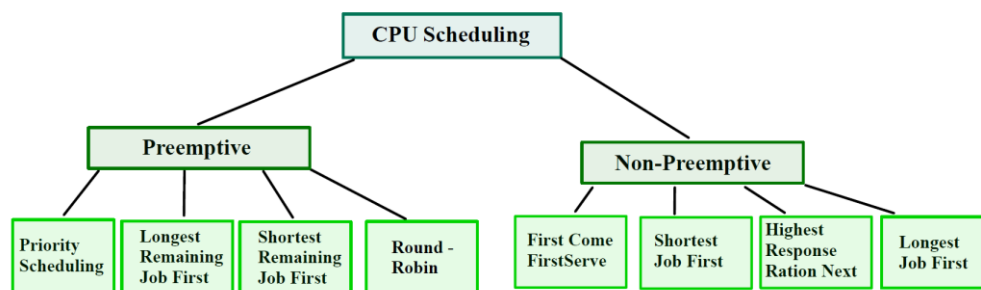 CPU Scheduling
Preemptive
Non-Preemptive
Priority
Scheduling
Longest
Remaining
Job First
Shortest
Remaining
Job First
Round -
Robin
First Come
FirstServe
Shortest
Job First
Highest
Response
Ration Next
Longest
Job First